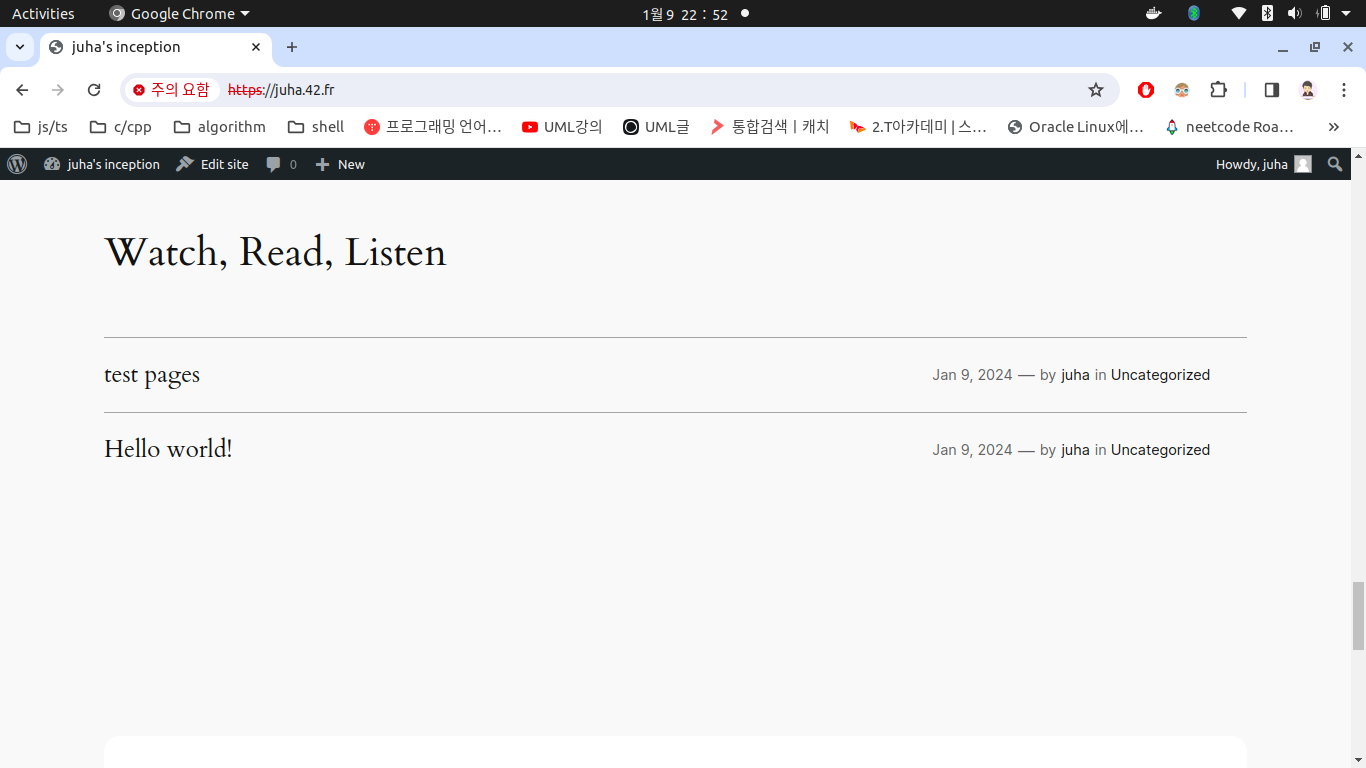 Activities Google Chrome 1월 9 22 : 52
juha's inception
주의 요함 https://juha.42.fr
js/ts c/cpp algorithm shell 프로그래밍 언어… UML강의 UML글 통합검색 | 캐치 2.T아카데미 | 스… Oracle Linux에… neetcode Roa… »
juha's inception Edit site 0 New Howdy, juha
Watch, Read, Listen
test pages Jan 9, 2024 — by juha in Uncategorized
Hello world! Jan 9, 2024 — by juha in Uncategorized